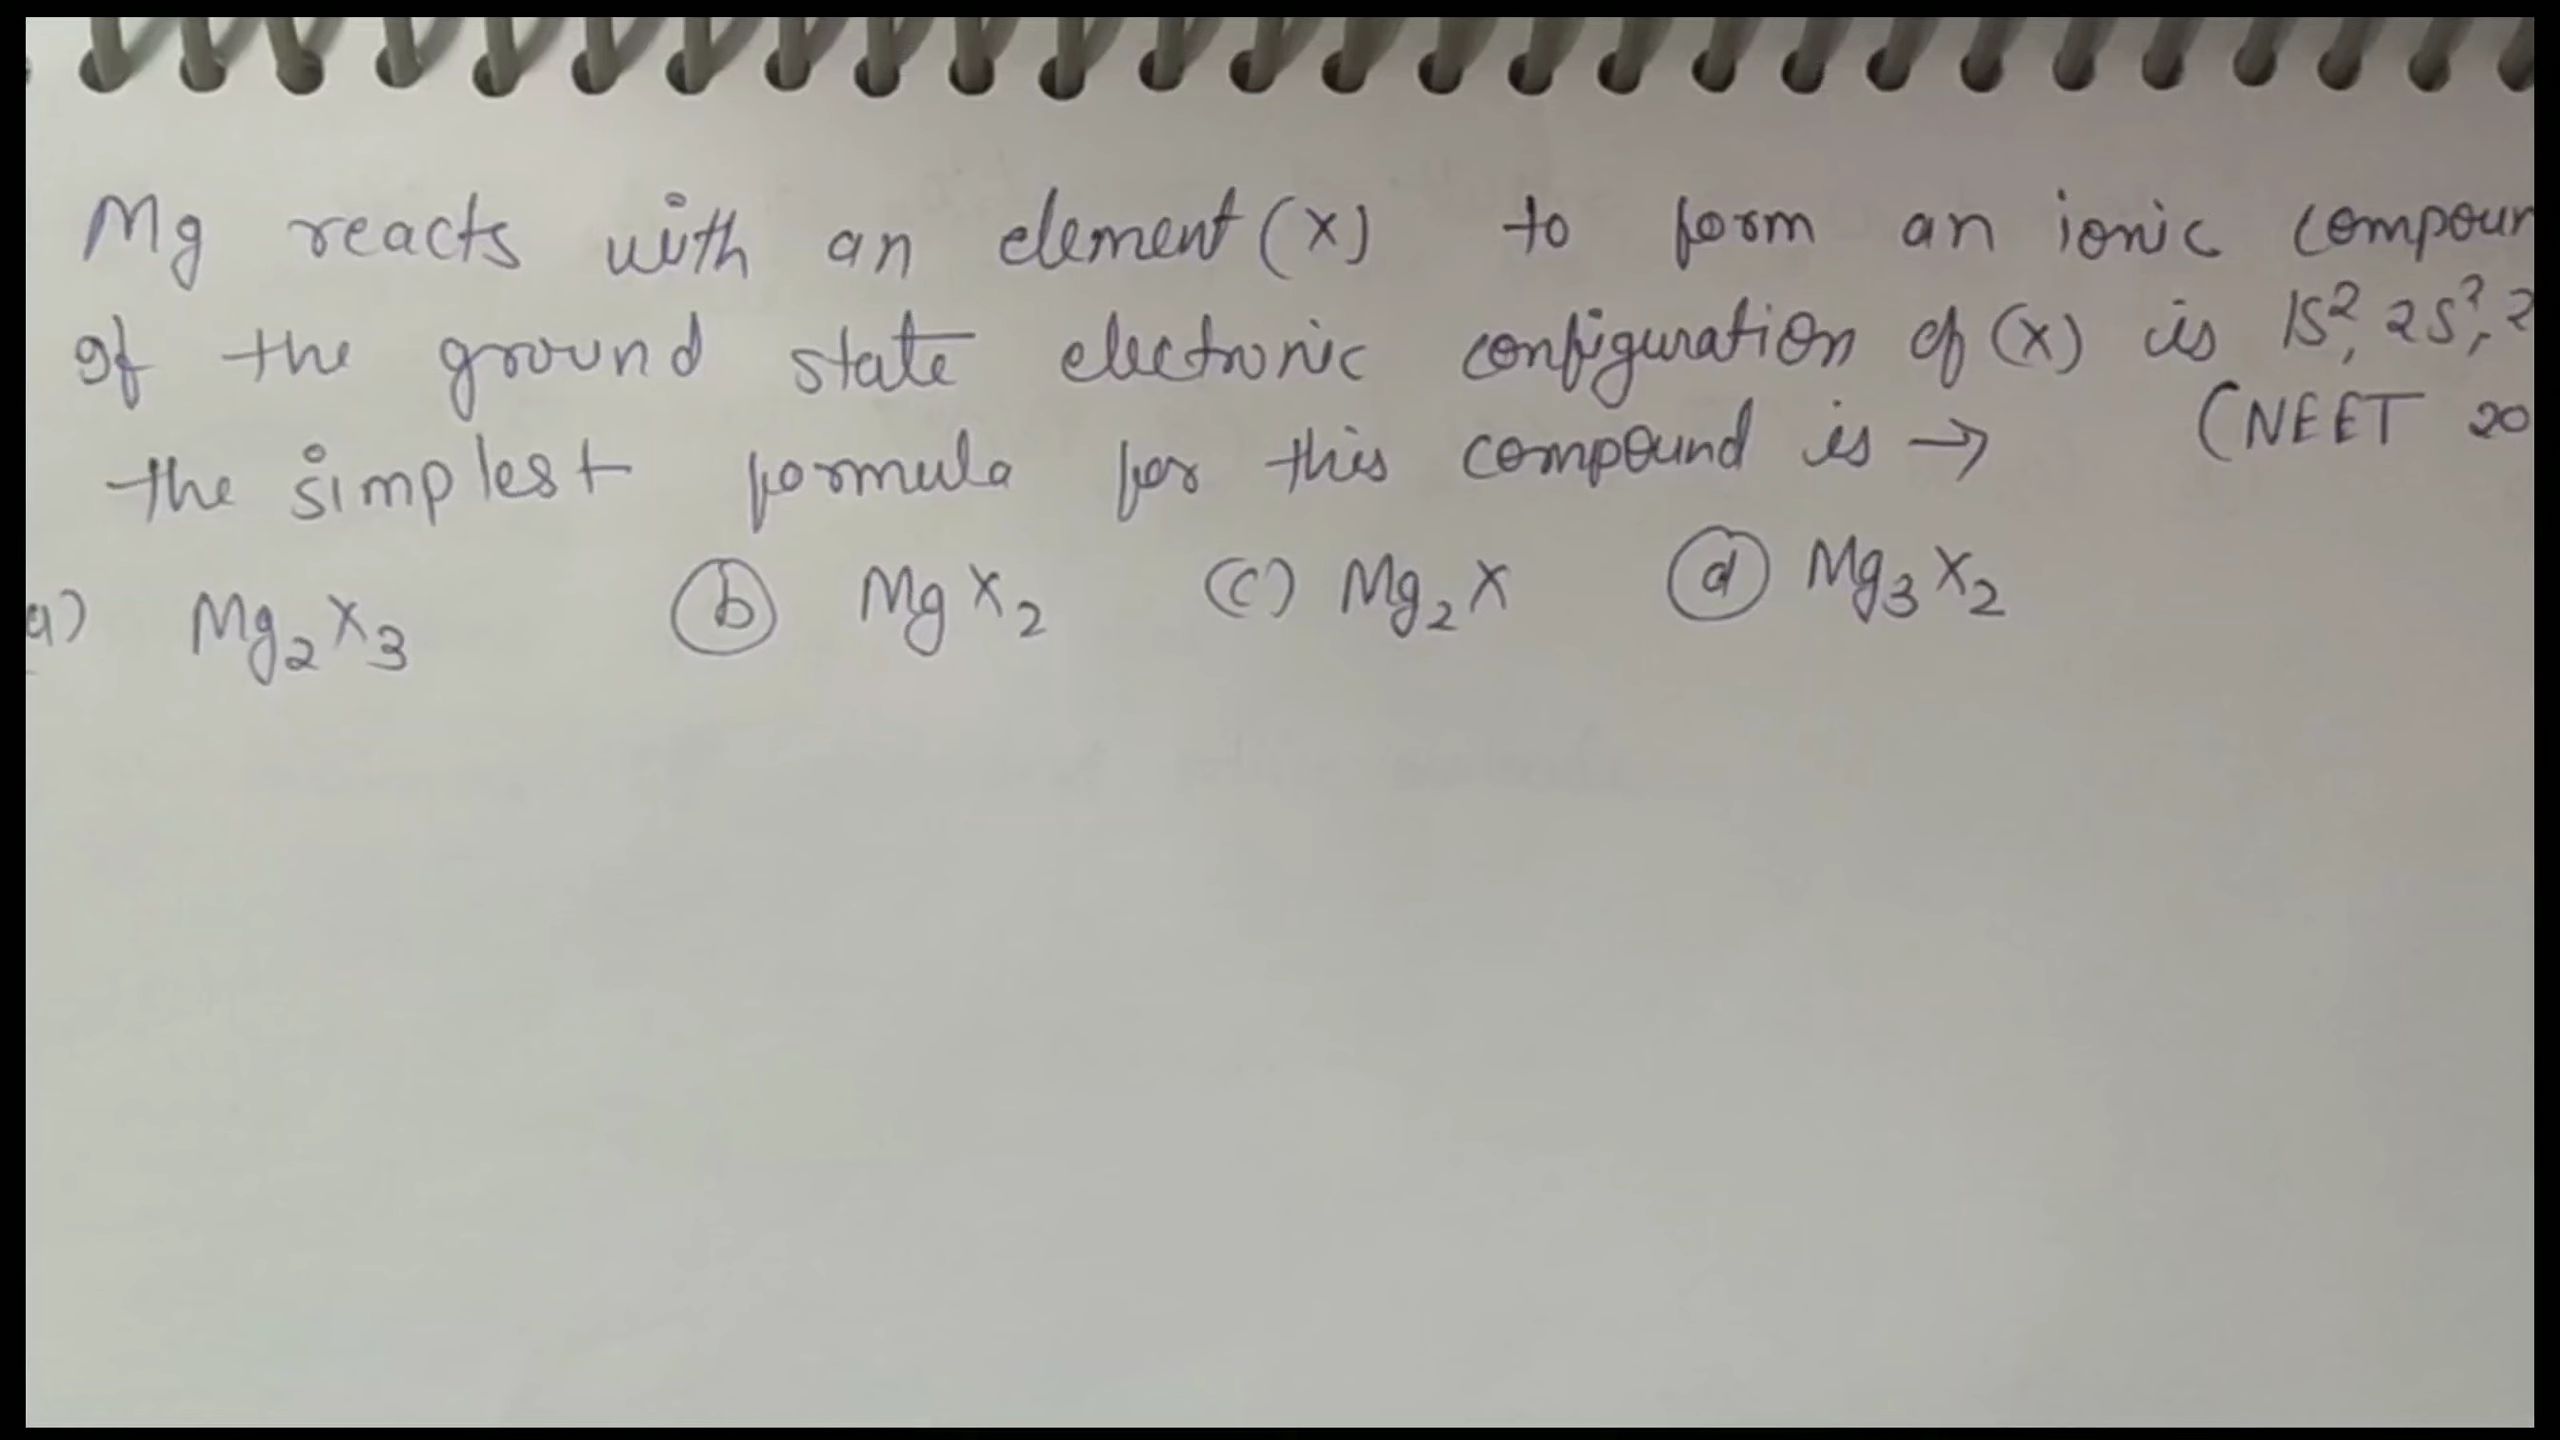 Mg reacts with an element (x) to form an ionic compoun
If the ground state electronic configuration of (x) is 1S², 2S², 2
the simplest formula for this compound is → (NEET 20
a) Mg₂X₃ (b) MgX₂ (c) Mg₂X (d) Mg₃X₂